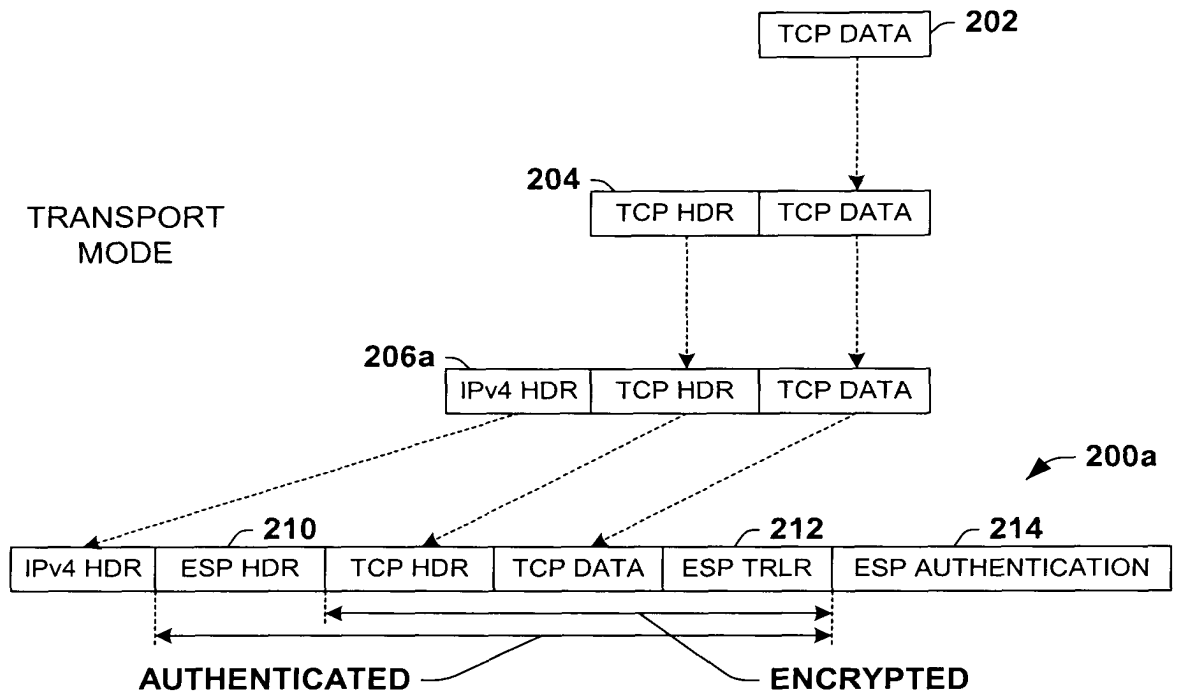 TCP DATA 202
204
TCP HDR TCP DATA
TRANSPORT
MODE
206a
IPv4 HDR TCP HDR TCP DATA
200a
210 212 214
IPv4 HDR ESP HDR TCP HDR TCP DATA ESP TRLR ESP AUTHENTICATION
AUTHENTICATED ENCRYPTED